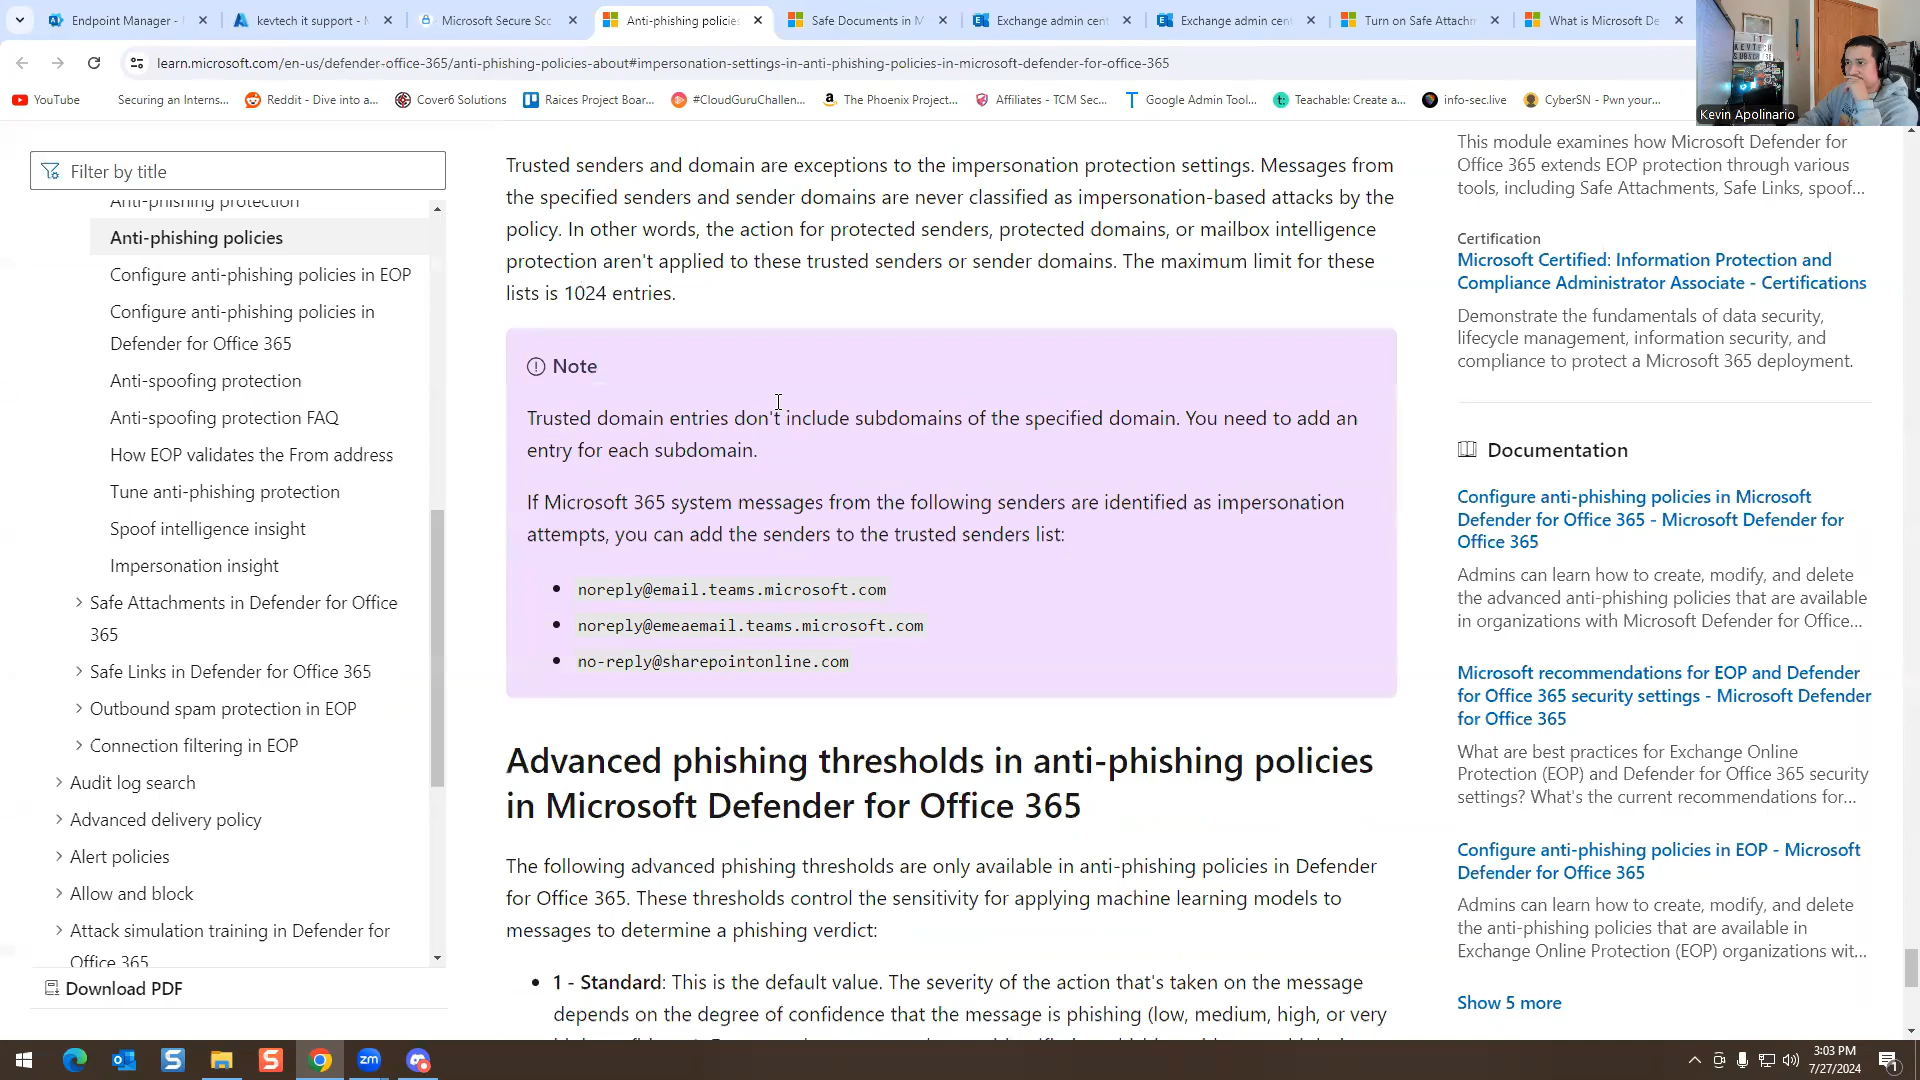 Endpoint Manager -
kevtech it support -
Microsoft Secure Sco
Anti-phishing policies
Safe Documents in M
Exchange admin cent
Exchange admin cent
Turn on Safe Attachm
What is Microsoft De
learn.microsoft.com/en-us/defender-office-365/anti-phishing-policies-about#impersonation-settings-in-anti-phishing-policies-in-microsoft-defender-for-office-365
YouTube
Securing an Interns...
Reddit - Dive into a...
Cover6 Solutions
Raices Project Boar...
#CloudGuruChallen...
The Phoenix Project...
Affiliates - TCM Sec...
Google Admin Tool...
Teachable: Create a...
info-sec.live
CyberSN - Pwn your...
KEVTECH
Kevin Apolinario
Filter by title
Anti-phishing protection
Anti-phishing policies
Configure anti-phishing policies in EOP
Configure anti-phishing policies in
Defender for Office 365
Anti-spoofing protection
Anti-spoofing protection FAQ
How EOP validates the From address
Tune anti-phishing protection
Spoof intelligence insight
Impersonation insight
Safe Attachments in Defender for Office
365
Safe Links in Defender for Office 365
Outbound spam protection in EOP
Connection filtering in EOP
Audit log search
Advanced delivery policy
Alert policies
Allow and block
Attack simulation training in Defender for
Office 365
Download PDF
Trusted senders and domain are exceptions to the impersonation protection settings. Messages from
the specified senders and sender domains are never classified as impersonation-based attacks by the
policy. In other words, the action for protected senders, protected domains, or mailbox intelligence
protection aren't applied to these trusted senders or sender domains. The maximum limit for these
lists is 1024 entries.
Note
Trusted domain entries don't include subdomains of the specified domain. You need to add an
entry for each subdomain.
If Microsoft 365 system messages from the following senders are identified as impersonation
attempts, you can add the senders to the trusted senders list:
• noreply@email.teams.microsoft.com
• noreply@emeaemail.teams.microsoft.com
• no-reply@sharepointonline.com
Advanced phishing thresholds in anti-phishing policies
in Microsoft Defender for Office 365
The following advanced phishing thresholds are only available in anti-phishing policies in Defender
for Office 365. These thresholds control the sensitivity for applying machine learning models to
messages to determine a phishing verdict:
• 1 - Standard: This is the default value. The severity of the action that's taken on the message
depends on the degree of confidence that the message is phishing (low, medium, high, or very
This module examines how Microsoft Defender for
Office 365 extends EOP protection through various
tools, including Safe Attachments, Safe Links, spoof...
Certification
Microsoft Certified: Information Protection and
Compliance Administrator Associate - Certifications
Demonstrate the fundamentals of data security,
lifecycle management, information security, and
compliance to protect a Microsoft 365 deployment.
Documentation
Configure anti-phishing policies in Microsoft
Defender for Office 365 - Microsoft Defender for
Office 365
Admins can learn how to create, modify, and delete
the advanced anti-phishing policies that are available
in organizations with Microsoft Defender for Office...
Microsoft recommendations for EOP and Defender
for Office 365 security settings - Microsoft Defender
for Office 365
What are best practices for Exchange Online
Protection (EOP) and Defender for Office 365 security
settings? What's the current recommendations for...
Configure anti-phishing policies in EOP - Microsoft
Defender for Office 365
Admins can learn how to create, modify, and delete
the anti-phishing policies that are available in
Exchange Online Protection (EOP) organizations wit...
Show 5 more
zm
3:03 PM
7/27/2024
1